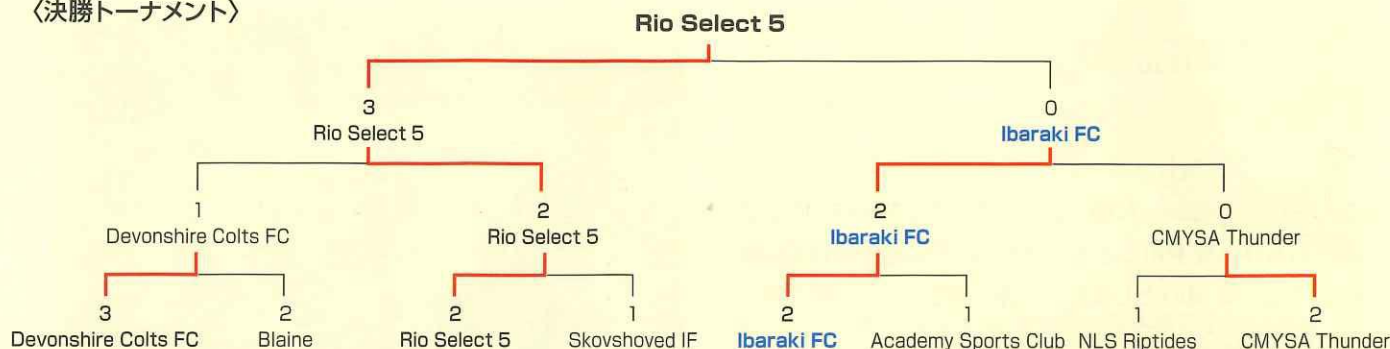 〈決勝トーナメント〉
Rio Select 5
3 0
Rio Select 5 Ibaraki FC
1 2 2 0
Devonshire Colts FC Rio Select 5 Ibaraki FC CMYSA Thunder
3 2 2 1 2 1 1 2
Devonshire Colts FC Blaine Rio Select 5 Skovshoved IF Ibaraki FC Academy Sports Club NLS Riptides CMYSA Thunder